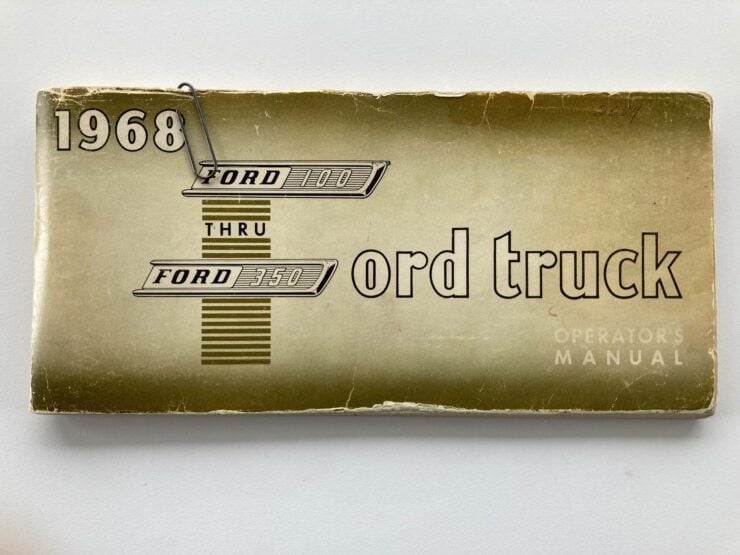 1968
FORD 100
THRU
FORD 350
Ford truck
OPERATOR'S
MANUAL